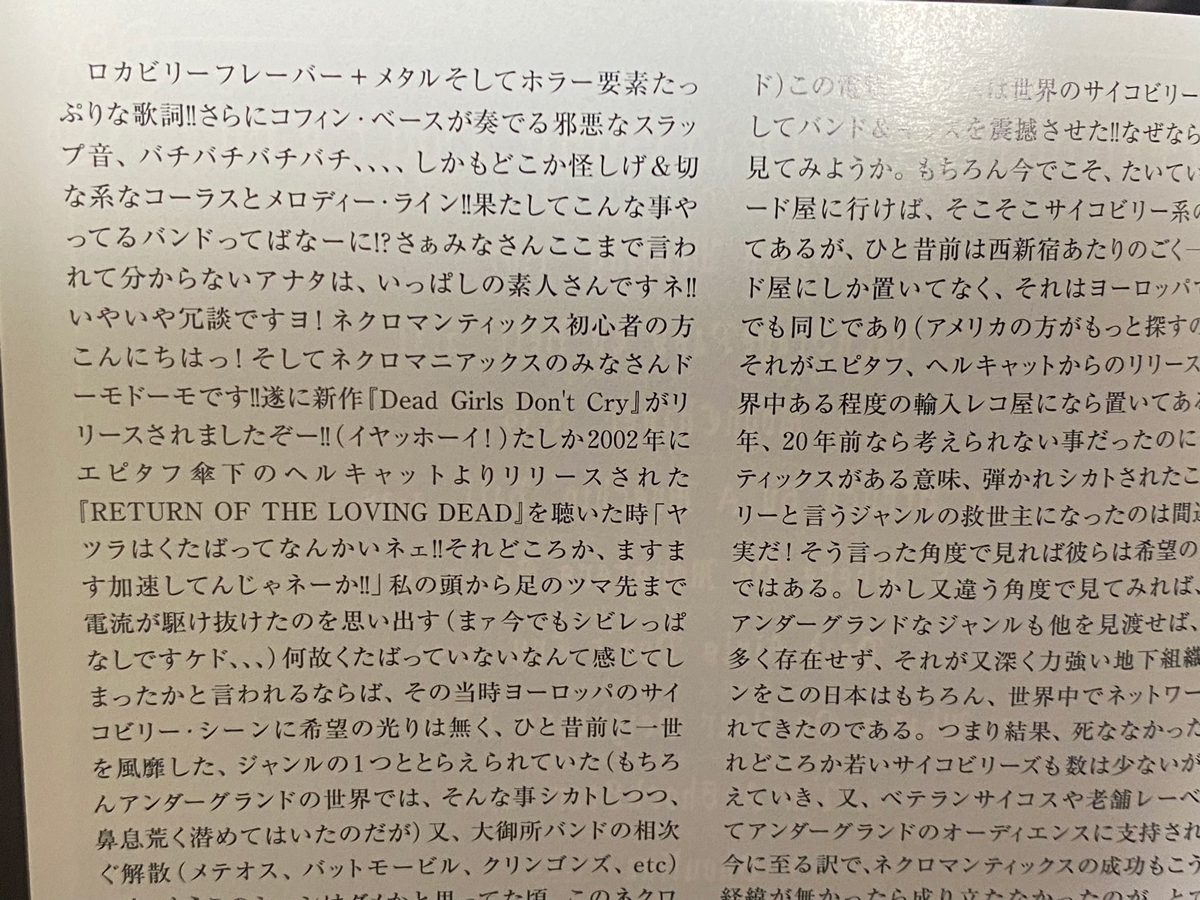 ロカビリーフレーバー＋メタルそしてホラー要素たっ
ぷりな歌詞!!さらにコフィン・ベースが奏でる邪悪なスラッ
プ音、バチバチバチバチ、、、、しかもどこか怪しげ＆切
な系なコーラスとメロディー・ライン!!果たしてこんな事や
ってるバンドってばなーに!?さぁみなさんここまで言わ
れて分からないアナタは、いっぱしの素人さんですネ!!
いやいや冗談ですヨ！ネクロマンティックス初心者の方
こんにちはっ！そしてネクロマニアックスのみなさんド
ーモドーモです!!遂に新作『Dead Girls Don't Cry』がリ
リースされましたぞー!!（イヤッホーイ！）たしか2002年に
エピタフ傘下のヘルキャットよりリリースされた
『RETURN OF THE LOVING DEAD』を聴いた時「ヤ
ツラはくたばってなんかいネェ!!それどころか、ますま
す加速してんじゃネーか!!」私の頭から足のツマ先まで
電流が駆け抜けたのを思い出す（まァ今でもシビレっぱ
なしですケド、、、）何故くたばっていないなんて感じてし
まったかと言われるならば、その当時ヨーロッパのサイ
コビリー・シーンに希望の光りは無く、ひと昔前に一世
を風靡した、ジャンルの1つととらえられていた（もちろ
んアンダーグランドの世界では、そんな事シカトしつつ、
鼻息荒く潜めてはいたのだが）又、大御所バンドの相次
ぐ解散（メテオス、バットモービル、クリンゴンズ、etc）
はダメかと思ってた頃、このネクロ
ド）この電
は世界のサイコビリー
してバンド＆
を震撼させた!!なぜなら
見てみようか。もちろん今でこそ、たいてい
ード屋に行けば、そこそこサイコビリー系の
てあるが、ひと昔前は西新宿あたりのごく一
ド屋にしか置いてなく、それはヨーロッパで
でも同じであり（アメリカの方がもっと探すの
それがエピタフ、ヘルキャットからのリリース
界中ある程度の輸入レコ屋になら置いてある
年、20年前なら考えられない事だったのに
ティックスがある意味、弾かれシカトされたこ
リーと言うジャンルの救世主になったのは間違
実だ！そう言った角度で見れば彼らは希望の
ではある。しかし又違う角度で見てみれば、
アンダーグランドなジャンルも他を見渡せば、
多く存在せず、それが又深く力強い地下組織
ンをこの日本はもちろん、世界中でネットワー
れてきたのである。つまり結果、死ななかった
れどころか若いサイコビリーズも数は少ないが
えていき、又、ベテランサイコスや老舗レーベ
てアンダーグランドのオーディエンスに支持され
今に至る訳で、ネクロマンティックスの成功もこう
経緯が無かったら成り立たなかったのが、とて